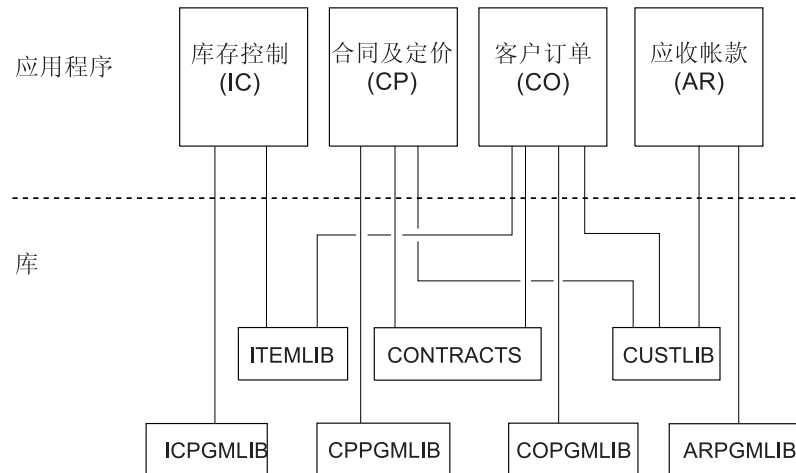 应用程序
库存控制
(IC)
合同及定价
(CP)
客户订单
(CO)
应收帐款
(AR)
库
ITEMLIB
CONTRACTS
CUSTLIB
ICPGMLIB
CPPGMLIB
COPGMLIB
ARPGMLIB